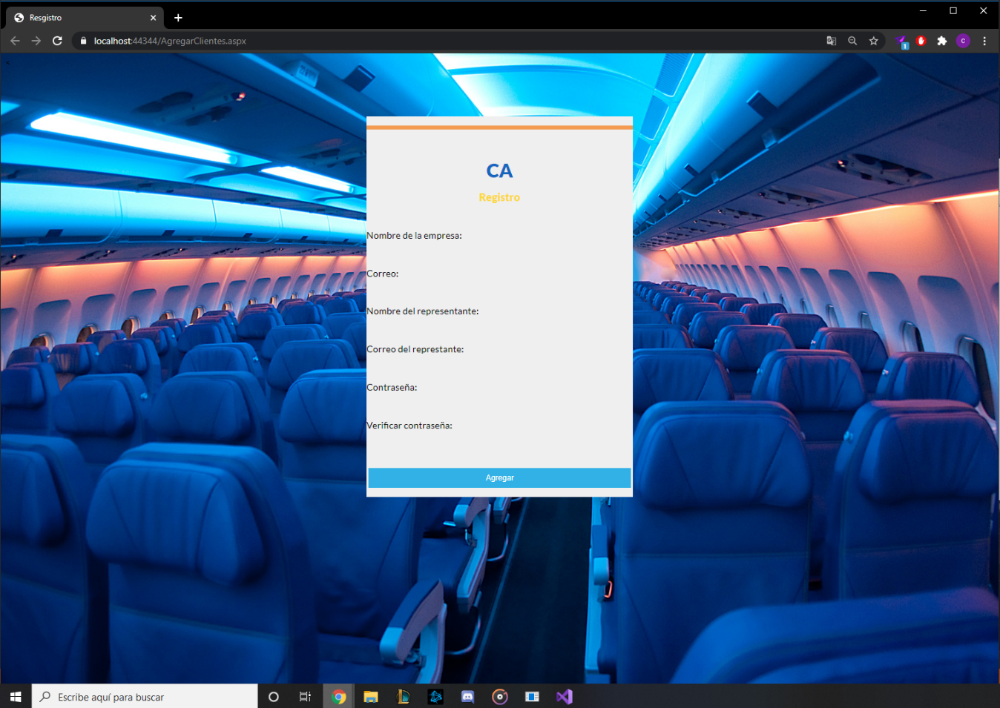 Resgistro
localhost:44344/AgregarClientes.aspx
1
c
<
CA
Registro
Nombre de la empresa:
Correo:
Nombre del representante:
Correo del represtante:
Contraseña:
Verificar contraseña:
Agregar
Escribe aquí para buscar